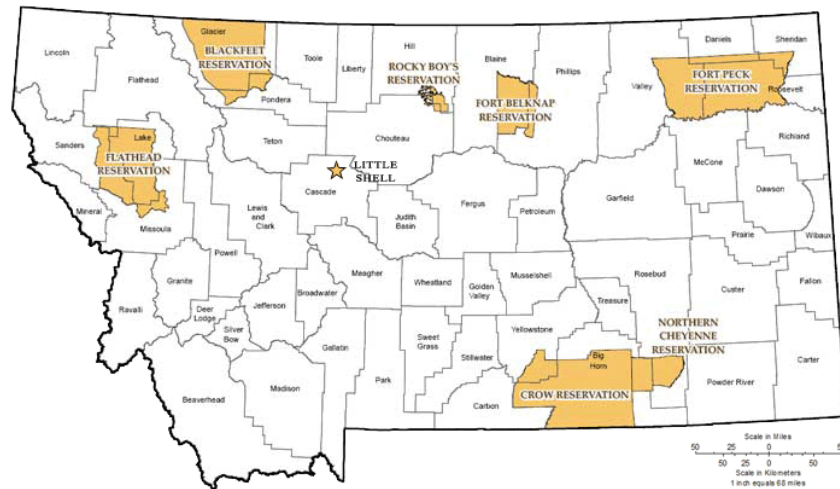 Lincoln
Flathead
Glacier
BLACKFEET
RESERVATION
Toole
Liberty
Hill
ROCKY BOY'S
RESERVATION
Blaine
Phillips
Daniels
Sheridan
Valley
FORT PECK
RESERVATION
Roosevelt
Pondera
FORT BELKNAP
RESERVATION
Sanders
Lake
FLATHEAD
RESERVATION
Teton
Chouteau
LITTLE
SHELL
Cascade
Richland
McCone
Dawson
Mineral
Missoula
Lewis
and
Clark
Powell
Judith
Basin
Fergus
Petroleum
Garfield
Prairie
Wibaux
Granite
Ravalli
Deer
Lodge
Silver
Bow
Jefferson
Broadwater
Meagher
Wheatland
Golden
Valley
Musselshell
Rosebud
Treasure
Custer
Fallon
Beaverhead
Madison
Gallatin
Park
Sweet
Grass
Stillwater
Yellowstone
Carbon
Big
Horn
CROW RESERVATION
NORTHERN
CHEYENNE
RESERVATION
Powder River
Carter
Scale in Miles
50 25 0 50
50 25 0 50
Scale in Kilometers
1 inch equals 68 miles